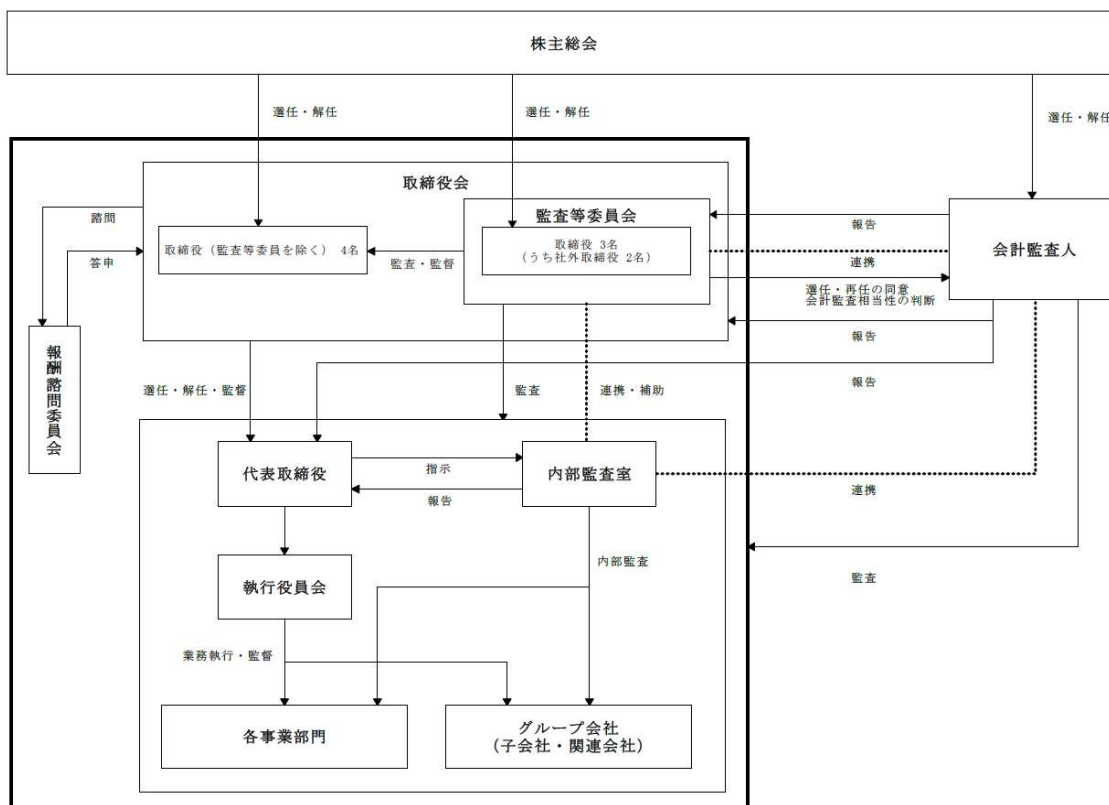 株主総会
選任・解任
選任・解任
選任・解任
取締役会
監査等委員会
取締役 3名
(うち社外取締役 2名)
取締役(監査等委員を除く) 4名
監査・監督
諮問
答申
報酬諮問委員会
報告
連携
選任・再任の同意
会計監査相当性の判断
会計監査人
報告
報告
選任・解任・監督
監査
連携・補助
代表取締役
指示
報告
内部監査室
連携
監査
執行役員会
内部監査
業務執行・監督
各事業部門
グループ会社
(子会社・関連会社)